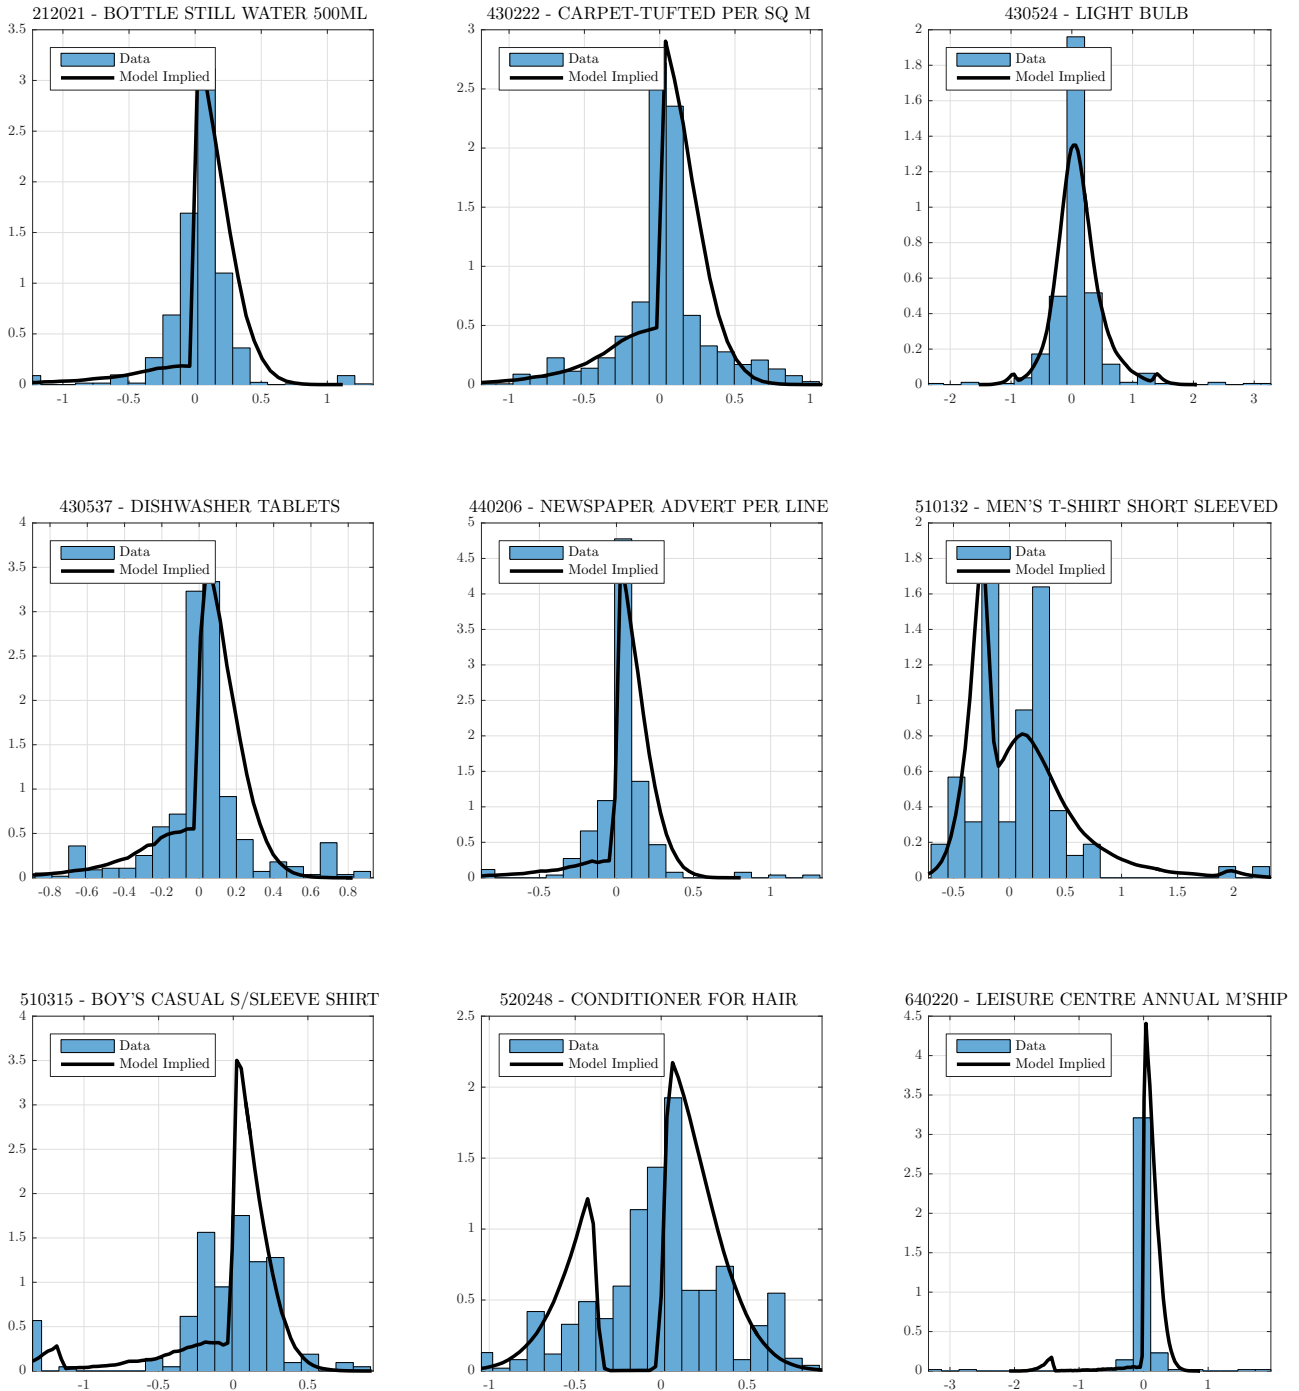 212021 - BOTTLE STILL WATER 500ML
3.5
3
2.5
2
1.5
1
0.5
0
-1 -0.5 0 0.5 1
Data
Model Implied
430222 - CARPET-TUFTED PER SQ M
3
2.5
2
1.5
1
0.5
0
-1 -0.5 0 0.5 1
Data
Model Implied
430524 - LIGHT BULB
2
1.8
1.6
1.4
1.2
1
0.8
0.6
0.4
0.2
0
-2 -1 0 1 2 3
Data
Model Implied
430537 - DISHWASHER TABLETS
4
3.5
3
2.5
2
1.5
1
0.5
0
-0.8 -0.6 -0.4 -0.2 0 0.2 0.4 0.6 0.8
Data
Model Implied
440206 - NEWSPAPER ADVERT PER LINE
5
4.5
4
3.5
3
2.5
2
1.5
1
0.5
0
-0.5 0 0.5 1
Data
Model Implied
510132 - MEN'S T-SHIRT SHORT SLEEVED
2
1.8
1.6
1.4
1.2
1
0.8
0.6
0.4
0.2
0
-0.5 0 0.5 1 1.5 2
Data
Model Implied
510315 - BOY'S CASUAL S/SLEEVE SHIRT
4
3.5
3
2.5
2
1.5
1
0.5
0
-1 -0.5 0 0.5
Data
Model Implied
520248 - CONDITIONER FOR HAIR
2.5
2
1.5
1
0.5
0
-1 -0.5 0 0.5
Data
Model Implied
640220 - LEISURE CENTRE ANNUAL M'SHIP
4.5
4
3.5
3
2.5
2
1.5
1
0.5
0
-3 -2 -1 0 1
Data
Model Implied